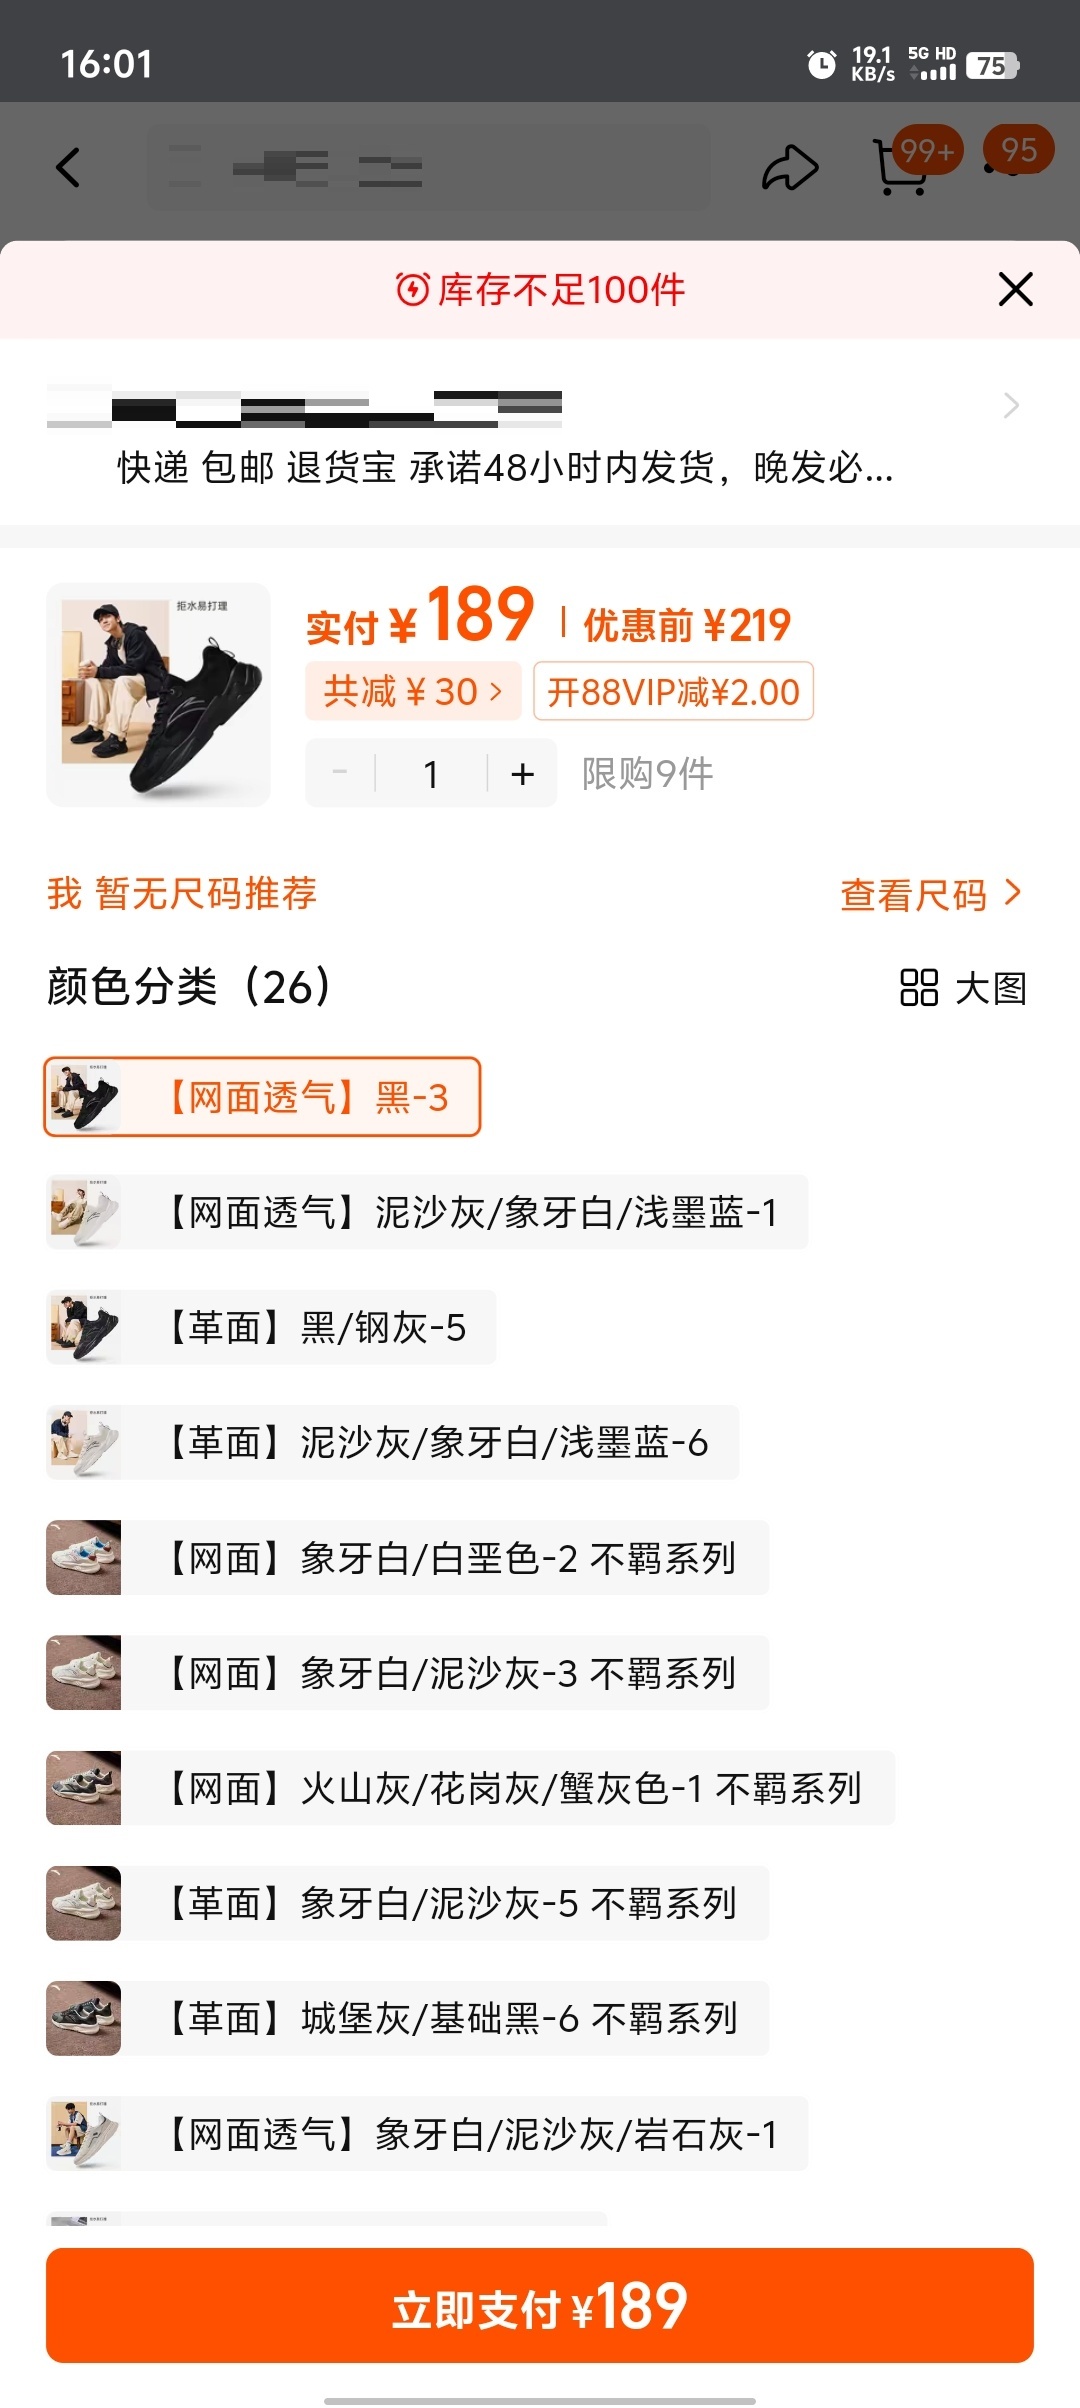 16:01
19.1 KB/s
5G HD
75
99+
95
库存不足100件
快递 包邮 退货宝 承诺48小时内发货，晚发必...
拒水易打理
实付¥189 | 优惠前¥219
共减¥30 >
开88VIP减¥2.00
- 1 + 限购9件
我 暂无尺码推荐
查看尺码 >
颜色分类（26）
大图
【网面透气】黑-3
【网面透气】泥沙灰/象牙白/浅墨蓝-1
【革面】黑/钢灰-5
【革面】泥沙灰/象牙白/浅墨蓝-6
【网面】象牙白/白垩色-2 不羁系列
【网面】象牙白/泥沙灰-3 不羁系列
【网面】火山灰/花岗灰/蟹灰色-1 不羁系列
【革面】象牙白/泥沙灰-5 不羁系列
【革面】城堡灰/基础黑-6 不羁系列
【网面透气】象牙白/泥沙灰/岩石灰-1
立即支付¥189